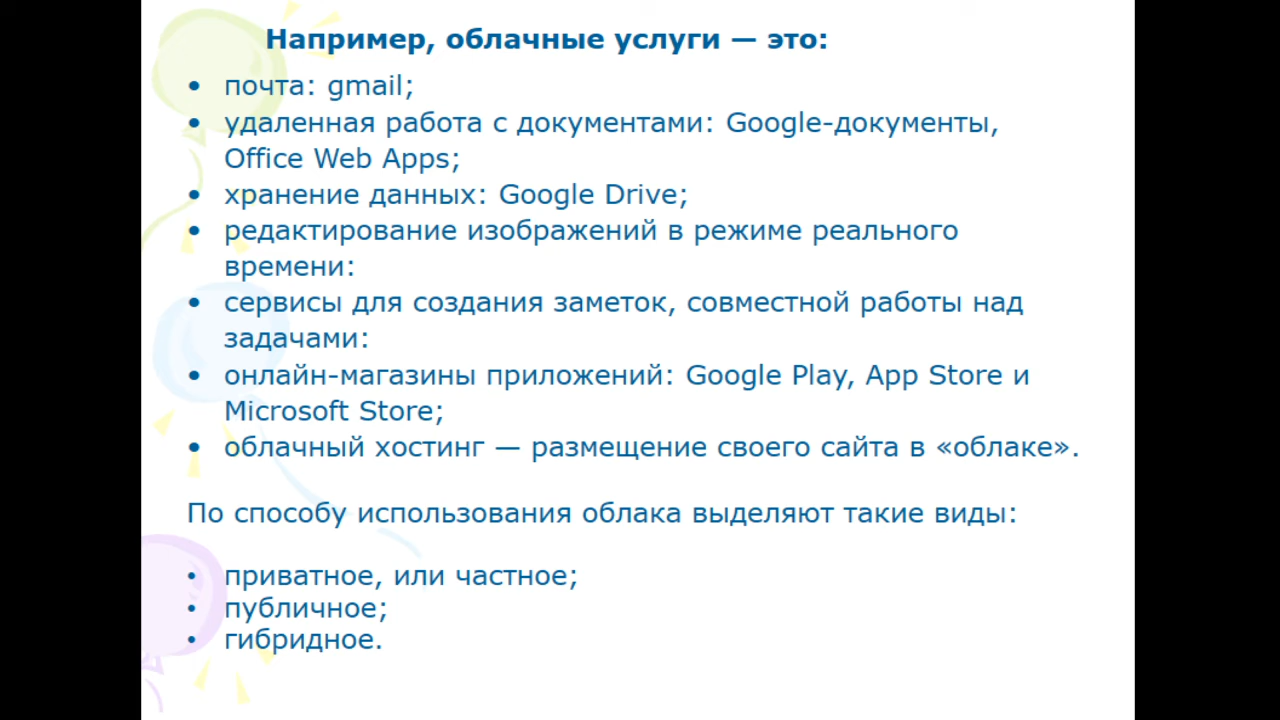 Например, облачные услуги — это:
• почта: gmail;
• удаленная работа с документами: Google-документы,
Office Web Apps;
• хранение данных: Google Drive;
• редактирование изображений в режиме реального
времени:
• сервисы для создания заметок, совместной работы над
задачами:
• онлайн-магазины приложений: Google Play, App Store и
Microsoft Store;
• облачный хостинг — размещение своего сайта в «облаке».
По способу использования облака выделяют такие виды:
• приватное, или частное;
• публичное;
• гибридное.